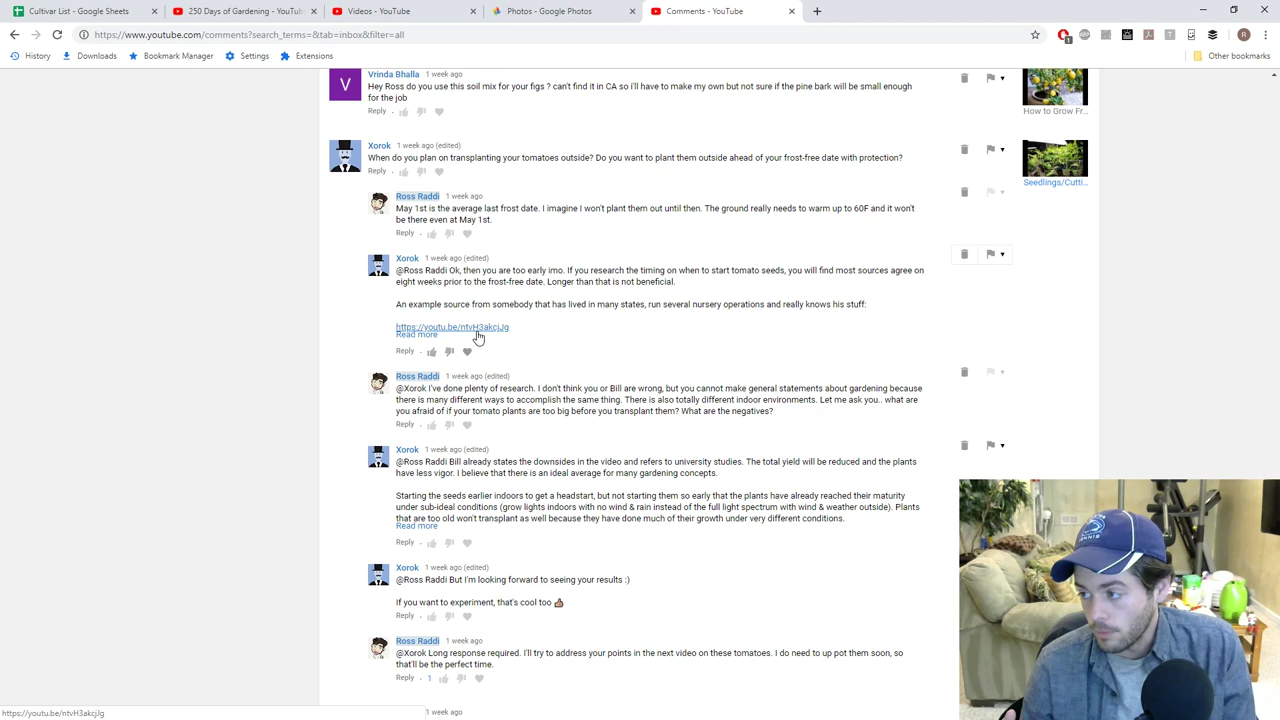 Cultivar List - Google Sheets
250 Days of Gardening - YouTub
Videos - YouTube
Photos - Google Photos
Comments - YouTube
https://www.youtube.com/comments?search_terms=&tab=inbox&filter=all
History
Downloads
Bookmark Manager
Settings
Extensions
Other bookmarks
V
Vrinda Bhalla 1 week ago
Hey Ross do you use this soil mix for your figs ? can't find it in CA so i'll have to make my own but not sure if the pine bark will be small enough
for the job
Reply
How to Grow Fr...
Xorok 1 week ago (edited)
When do you plan on transplanting your tomatoes outside? Do you want to plant them outside ahead of your frost-free date with protection?
Reply
Seedlings/Cutti...
Ross Raddi 1 week ago
May 1st is the average last frost date. I imagine I won't plant them out until then. The ground really needs to warm up to 60F and it won't
be there even at May 1st.
Reply
Xorok 1 week ago (edited)
@Ross Raddi Ok, then you are too early imo. If you research the timing on when to start tomato seeds, you will find most sources agree on
eight weeks prior to the frost-free date. Longer than that is not beneficial.
An example source from somebody that has lived in many states, run several nursery operations and really knows his stuff:
https://youtu.be/ntvH3akcjJg
Read more
Reply
Ross Raddi 1 week ago (edited)
@Xorok I've done plenty of research. I don't think you or Bill are wrong, but you cannot make general statements about gardening because
there is many different ways to accomplish the same thing. There is also totally different indoor environments. Let me ask you.. what are
you afraid of if your tomato plants are too big before you transplant them? What are the negatives?
Reply
Xorok 1 week ago (edited)
@Ross Raddi Bill already states the downsides in the video and refers to university studies. The total yield will be reduced and the plants
have less vigor. I believe that there is an ideal average for many gardening concepts.
Starting the seeds earlier indoors to get a headstart, but not starting them so early that the plants have already reached their maturity
under sub-ideal conditions (grow lights indoors with no wind & rain instead of the full light spectrum with wind & weather outside). Plants
that are too old won't transplant as well because they have done much of their growth under very different conditions.
Read more
Reply
Xorok 1 week ago (edited)
@Ross Raddi But I'm looking forward to seeing your results :)
If you want to experiment, that's cool too
Reply
Ross Raddi 1 week ago
@Xorok Long response required. I'll try to address your points in the next video on these tomatoes. I do need to up pot them soon, so
that'll be the perfect time.
Reply 1
1 week ago
https://youtu.be/ntvH3akcjJg